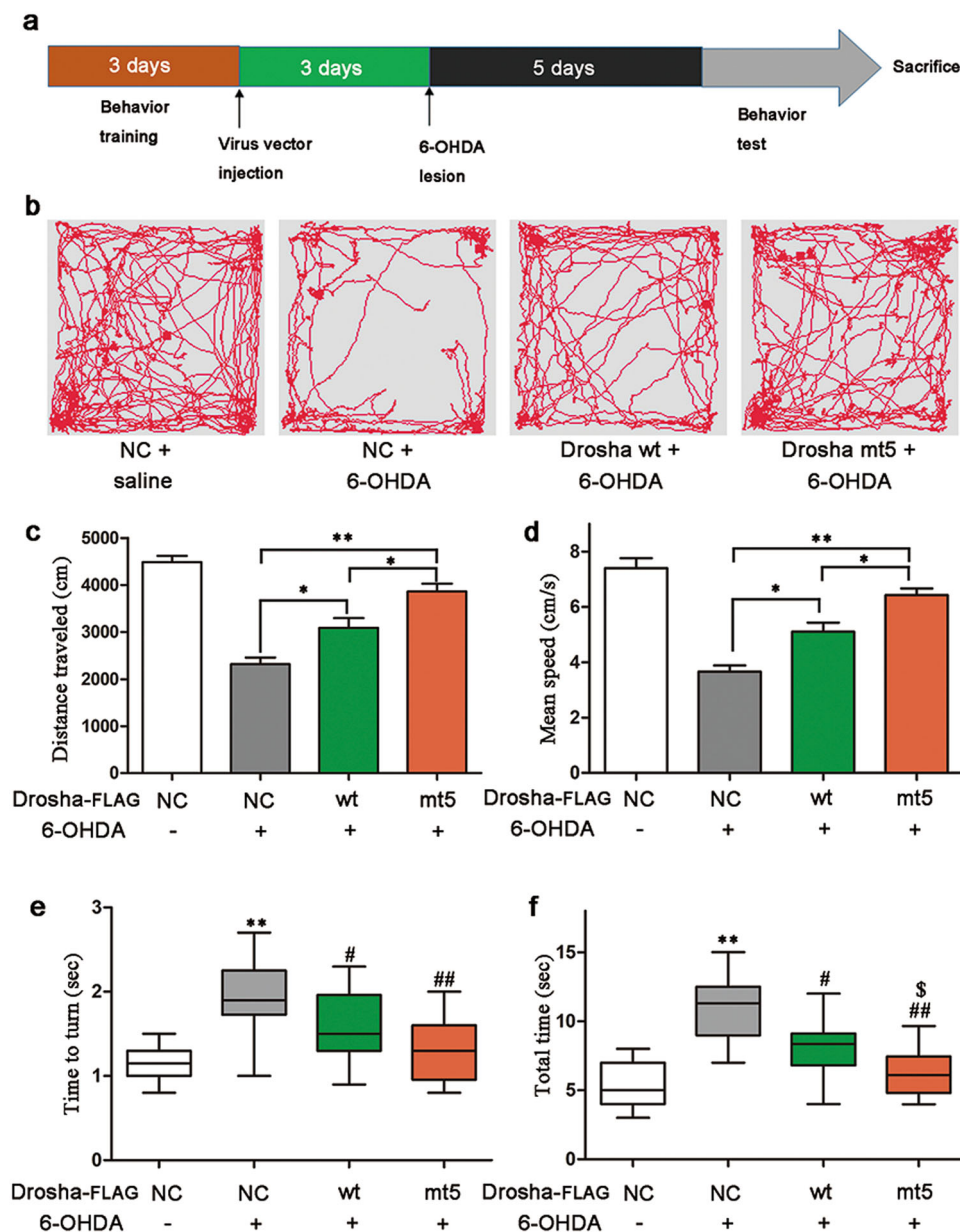 a
3 days 3 days 5 days Sacrifice
Behavior
training
Virus vector
injection
6-OHDA
lesion
Behavior
test
b
NC +
saline
NC +
6-OHDA
Drosha wt +
6-OHDA
Drosha mt5 +
6-OHDA
c
Distance traveled (cm)
5000
4000
3000
2000
1000
0
** 
*
*
Drosha-FLAG NC NC wt mt5
6-OHDA - + + +
d
Mean speed (cm/s)
8
6
4
2
0
**
*
*
Drosha-FLAG NC NC wt mt5
6-OHDA - + + +
e
Time to turn (sec)
3
2
1
0
**
#
##
Drosha-FLAG NC NC wt mt5
6-OHDA - + + +
f
Total time (sec)
15
10
5
0
**
#
$
##
Drosha-FLAG NC NC wt mt5
6-OHDA - + + +